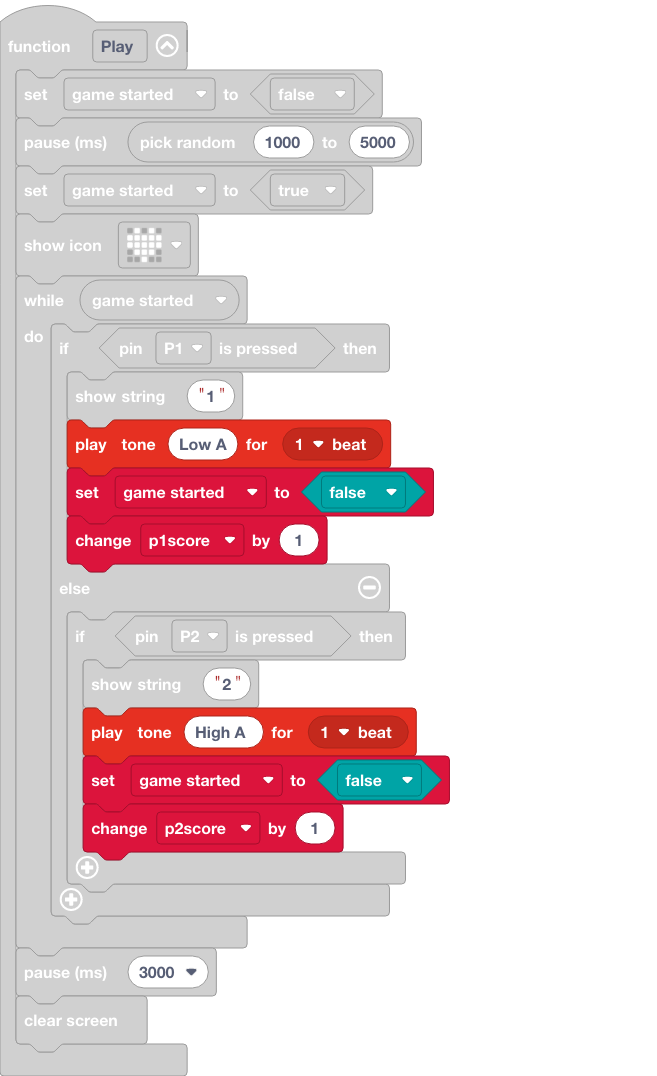 function Play
set game started to false
pause (ms) pick random 1000 to 5000
set game started to true
show icon
while game started
do
if pin P1 is pressed then
show string "1"
play tone Low A for 1 beat
set game started to false
change p1score by 1
else
if pin P2 is pressed then
show string "2"
play tone High A for 1 beat
set game started to false
change p2score by 1
pause (ms) 3000
clear screen